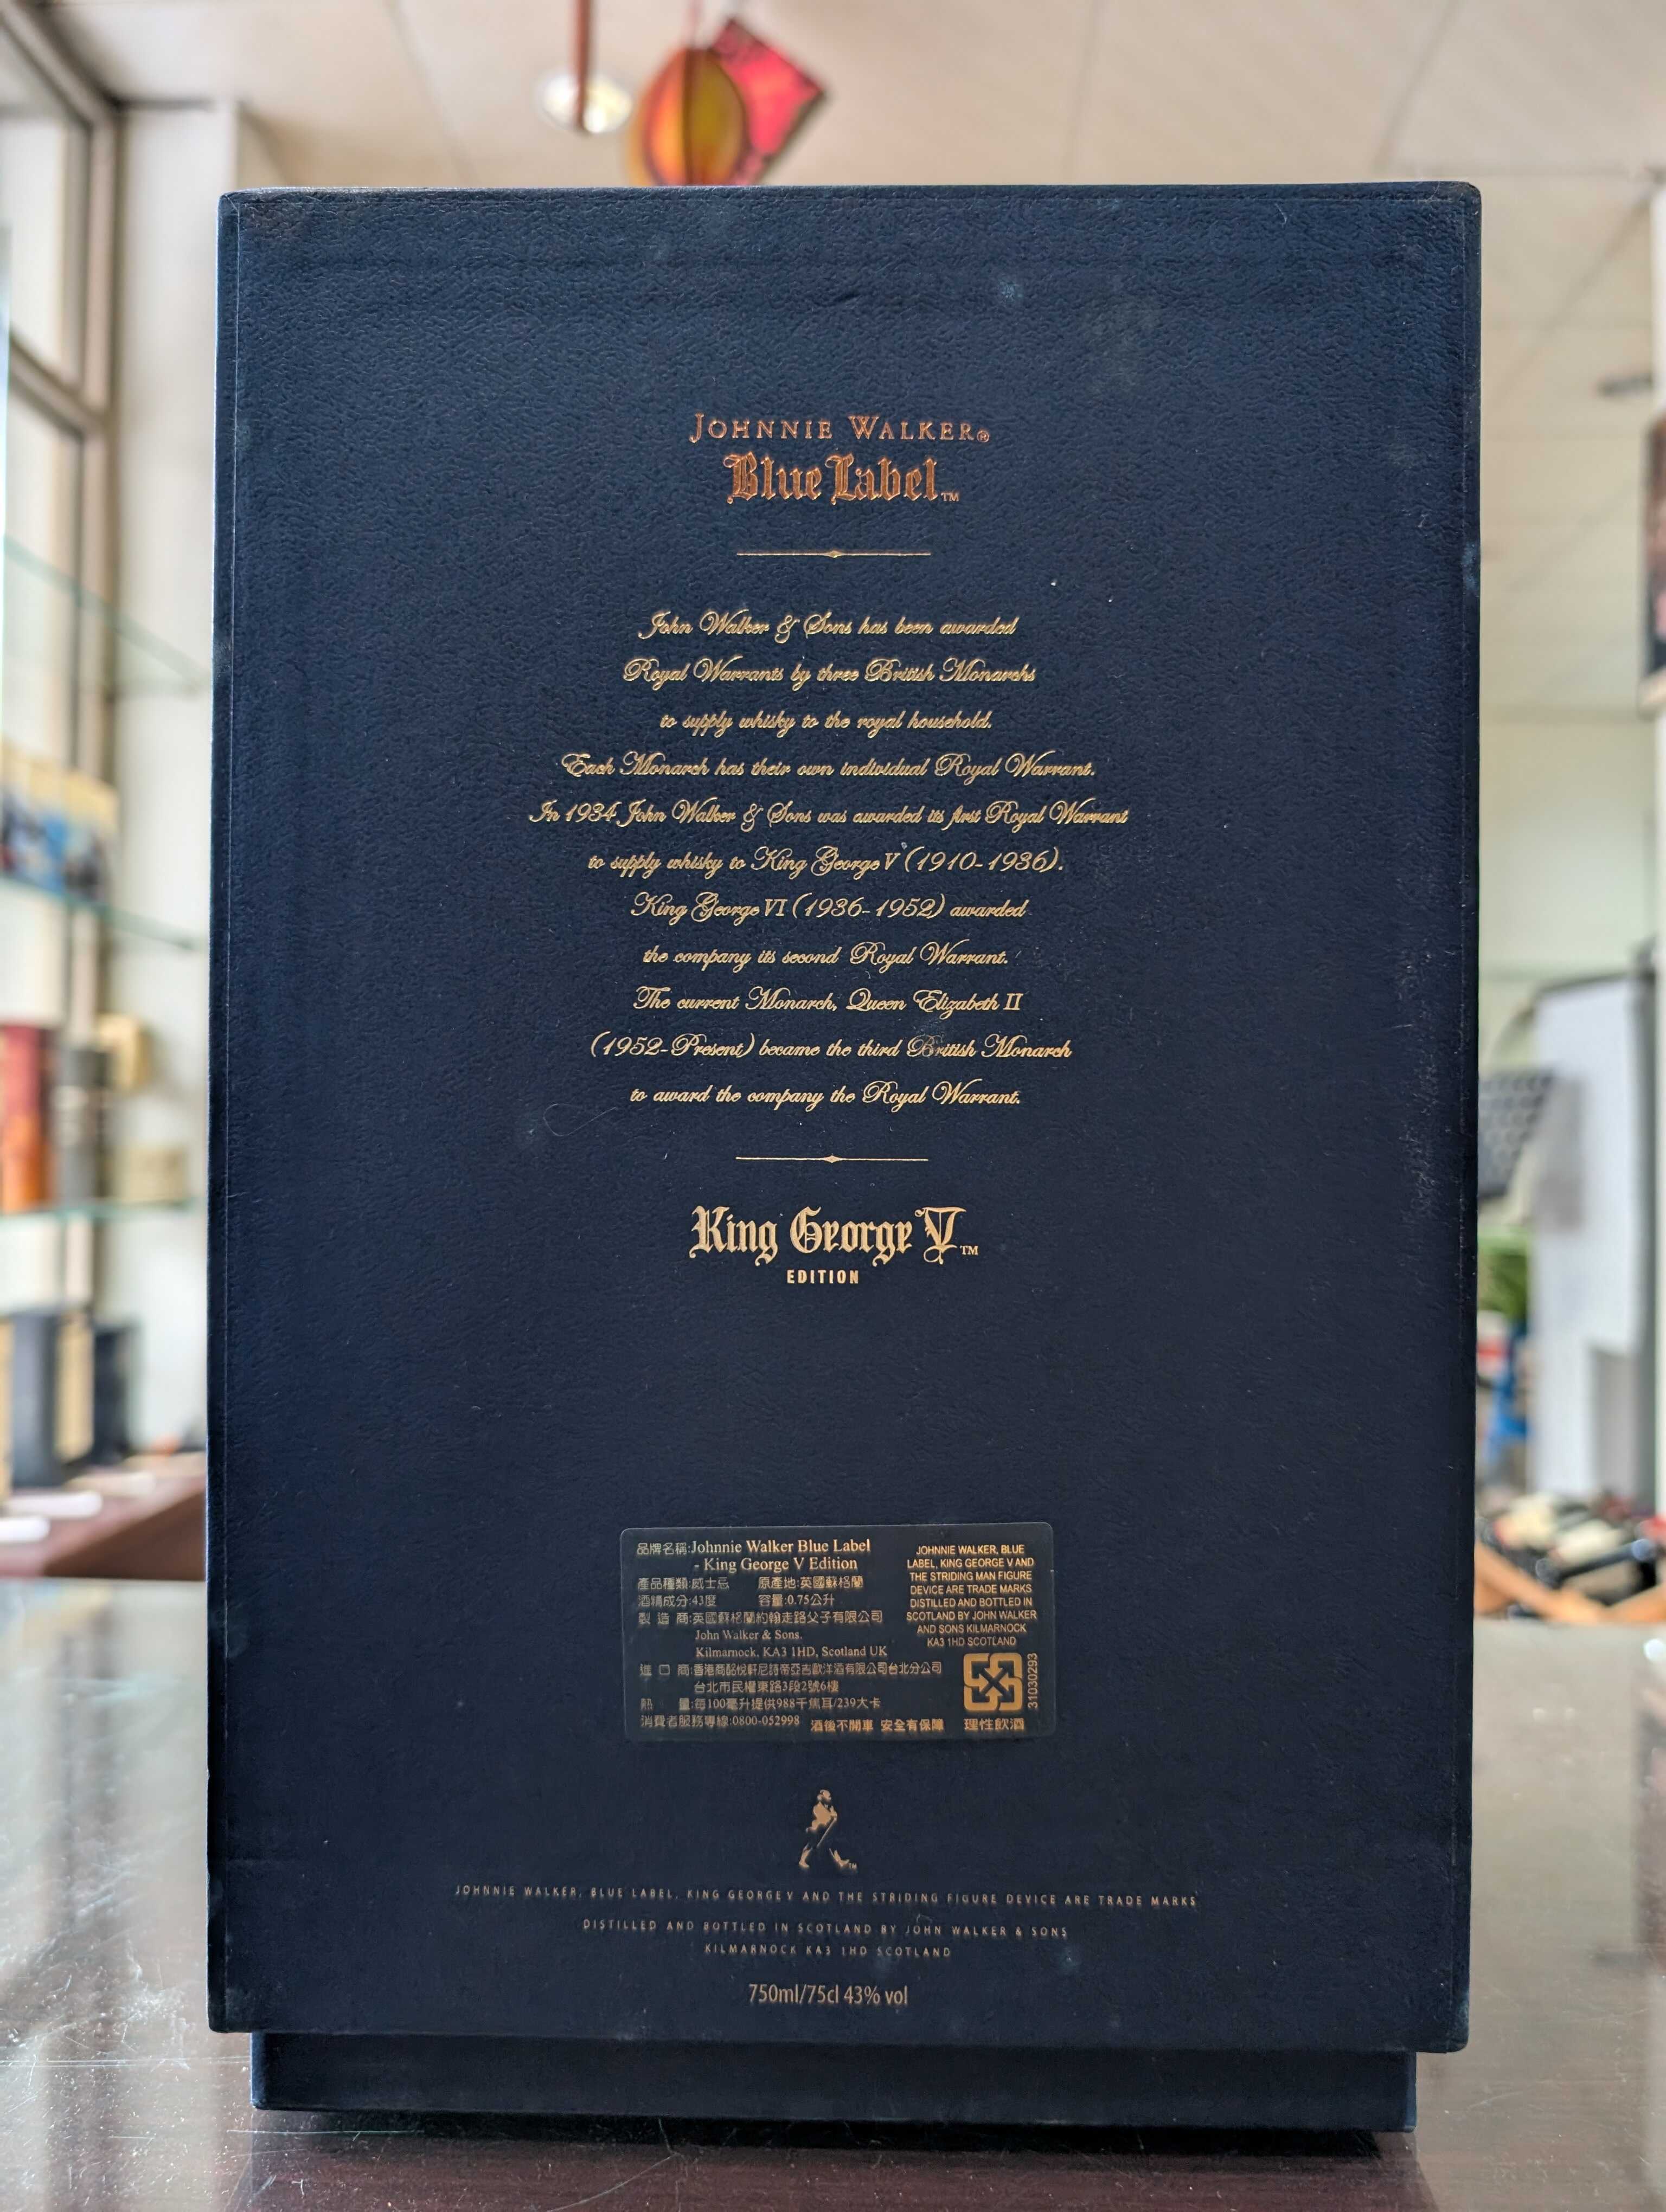 JOHNNIE WALKER®
Blue Label™
John Walker & Sons has been awarded
Royal Warrants by three British Monarchs
to supply whisky to the royal household.
Each Monarch has their own individual Royal Warrant.
In 1934 John Walker & Sons was awarded its first Royal Warrant
to supply whisky to King George V (1910-1936).
King George VI (1936-1952) awarded
the company its second Royal Warrant.
The current Monarch, Queen Elizabeth II
(1952-Present) became the third British Monarch
to award the company the Royal Warrant.
King George V™
EDITION
品牌名稱:Johnnie Walker Blue Label
- King George V Edition
產品種類:威士忌 原產地:英國蘇格蘭
酒精成分:43度 容量:0.75公升
製造商:英國蘇格蘭約翰走路父子有限公司
John Walker & Sons.
Kilmarnock, KA3 1HD, Scotland UK
進口商:香港商酩悅軒尼詩帝亞吉歐洋酒有限公司台北分公司
台北市民權東路3段2號6樓
熱量:每100毫升提供988千焦耳/239大卡
消費者服務專線:0800-052998 酒後不開車 安全有保障
JOHNNIE WALKER, BLUE
LABEL, KING GEORGE V AND
THE STRIDING MAN FIGURE
DEVICE ARE TRADE MARKS
DISTILLED AND BOTTLED IN
SCOTLAND BY JOHN WALKER
AND SONS KILMARNOCK
KA3 1HD SCOTLAND
31030293
理性飲酒
TM
JOHNNIE WALKER, BLUE LABEL, KING GEORGE V AND THE STRIDING FIGURE DEVICE ARE TRADE MARKS
DISTILLED AND BOTTLED IN SCOTLAND BY JOHN WALKER & SONS
KILMARNOCK KA3 1HD SCOTLAND
750ml/75cl 43% vol